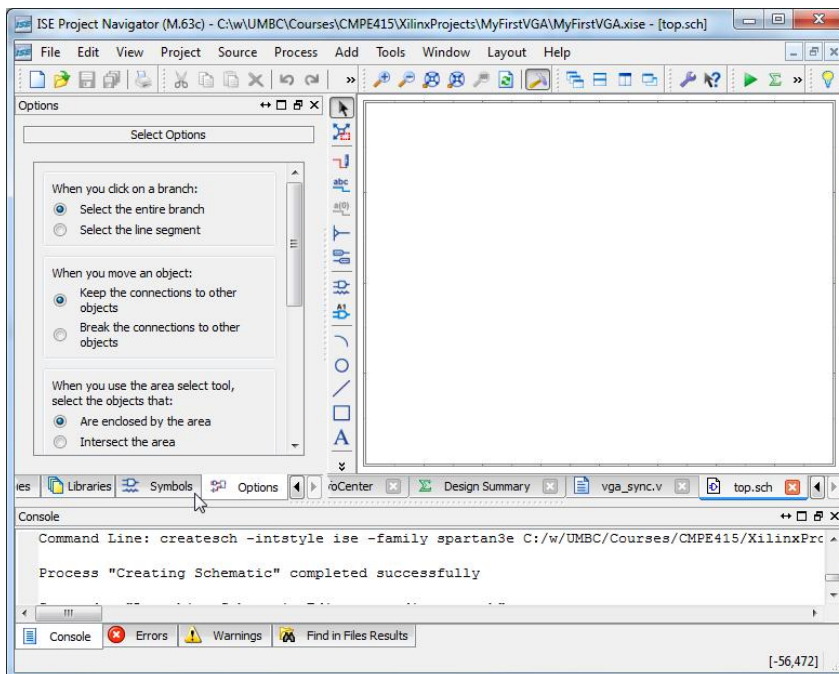 ISE Project Navigator (M.63c) - C:\w\UMBC\Courses\CMPE415\XilinxProjects\MyFirstVGA\MyFirstVGA.xise - [top.sch]
File Edit View Project Source Process Add Tools Window Layout Help
Options
Select Options
When you click on a branch:
Select the entire branch
Select the line segment
When you move an object:
Keep the connections to other
objects
Break the connections to other
objects
When you use the area select tool,
select the objects that:
Are enclosed by the area
Intersect the area
abc
a(0)
A1
A
Libraries Symbols Options
Design Summary vga_sync.v top.sch
Console
Command Line: createsch -intstyle ise -family spartan3e C:/w/UMBC/Courses/CMPE415/XilinxPro
Process "Creating Schematic" completed successfully
Console Errors Warnings Find in Files Results
[-56,472]